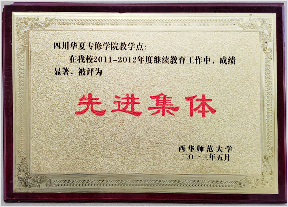 四川华夏专修学院教学点：
在我校2011-2012年度继续教育工作中，成绩
显著，被评为
先进集体
西华师范大学
二〇一三年五月